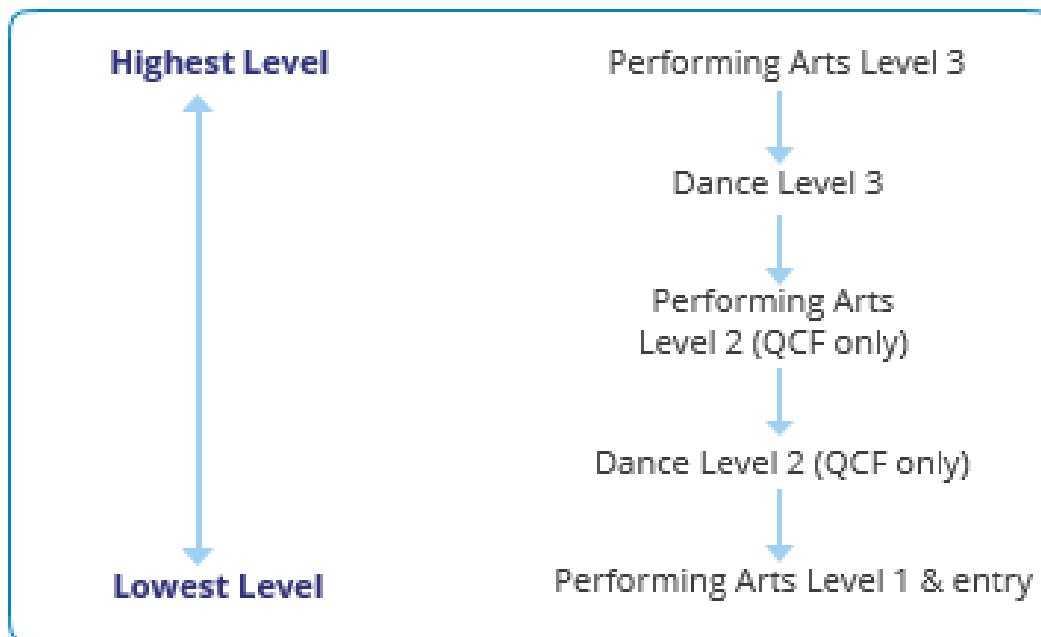 Highest Level
Performing Arts Level 3
Dance Level 3
Performing Arts
Level 2 (QCF only)
Dance Level 2 (QCF only)
Lowest Level
Performing Arts Level 1 & entry